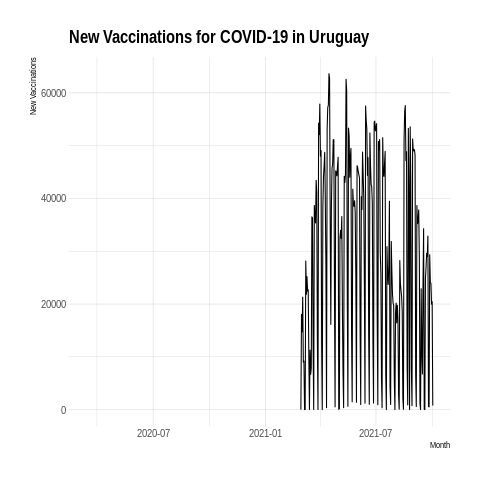 New Vaccinations for COVID-19 in Uruguay
New Vaccinations
60000
40000
20000
0
2020-07
2021-01
2021-07
Month